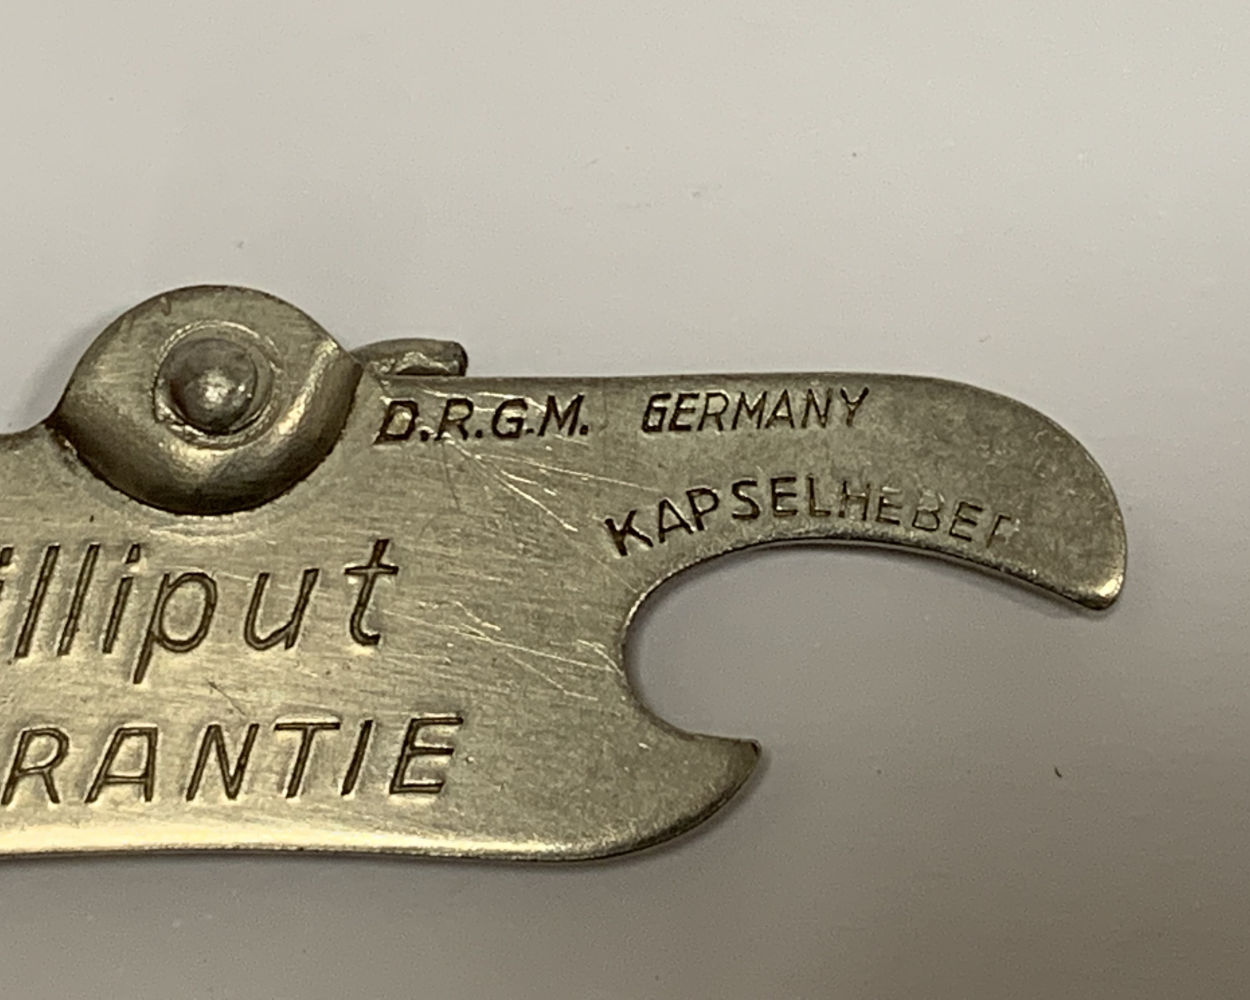 D.R.G.M. GERMANY
KAPSELHEBER
illiput
RANTIE